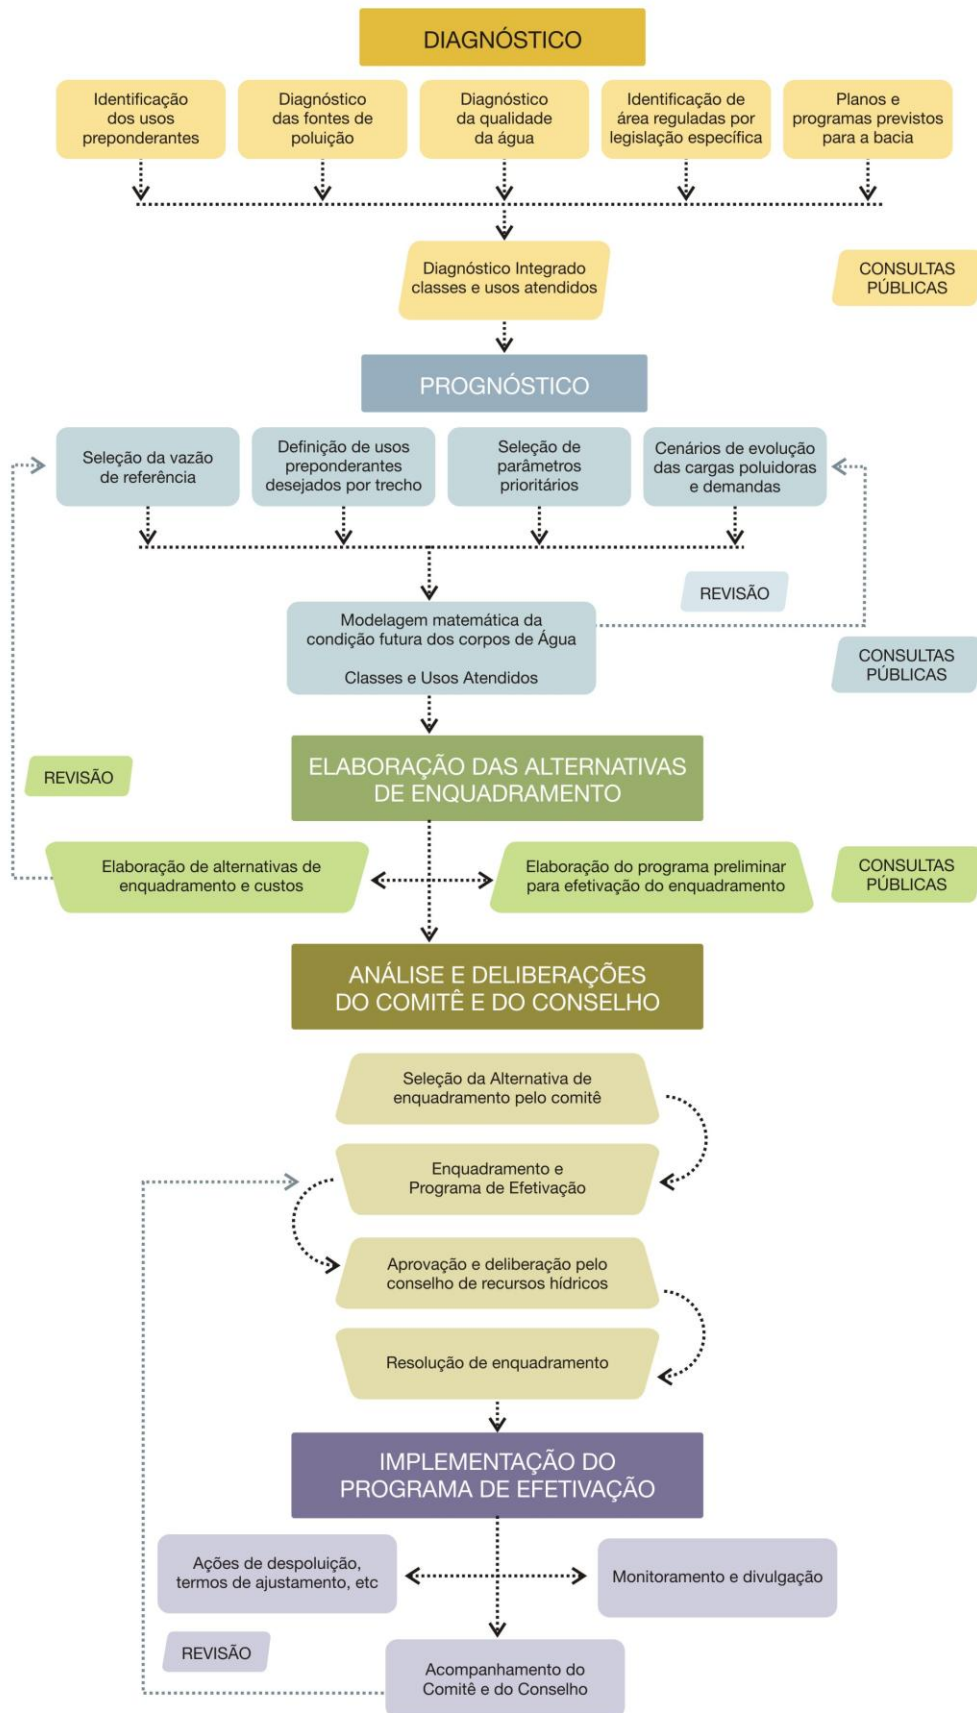 DIAGNÓSTICO
Identificação
dos usos
preponderantes
Diagnóstico
das fontes de
poluição
Diagnóstico
da qualidade
da água
Identificação de
área reguladas por
legislação específica
Planos e
programas previstos
para a bacia
Diagnóstico Integrado
classes e usos atendidos
CONSULTAS
PÚBLICAS
PROGNÓSTICO
Seleção da vazão
de referência
Definição de usos
preponderantes
desejados por trecho
Seleção de
parâmetros
prioritários
Cenários de evolução
das cargas poluidoras
e demandas
REVISÃO
Modelagem matemática da
condição futura dos corpos de Água
Classes e Usos Atendidos
CONSULTAS
PÚBLICAS
ELABORAÇÃO DAS ALTERNATIVAS
DE ENQUADRAMENTO
REVISÃO
Elaboração de alternativas de
enquadramento e custos
Elaboração do programa preliminar
para efetivação do enquadramento
CONSULTAS
PÚBLICAS
ANÁLISE E DELIBERAÇÕES
DO COMITÊ E DO CONSELHO
Seleção da Alternativa de
enquadramento pelo comitê
Enquadramento e
Programa de Efetivação
Aprovação e deliberação pelo
conselho de recursos hídricos
Resolução de enquadramento
IMPLEMENTAÇÃO DO
PROGRAMA DE EFETIVAÇÃO
Ações de despoluição,
termos de ajustamento, etc
Monitoramento e divulgação
REVISÃO
Acompanhamento do
Comitê e do Conselho